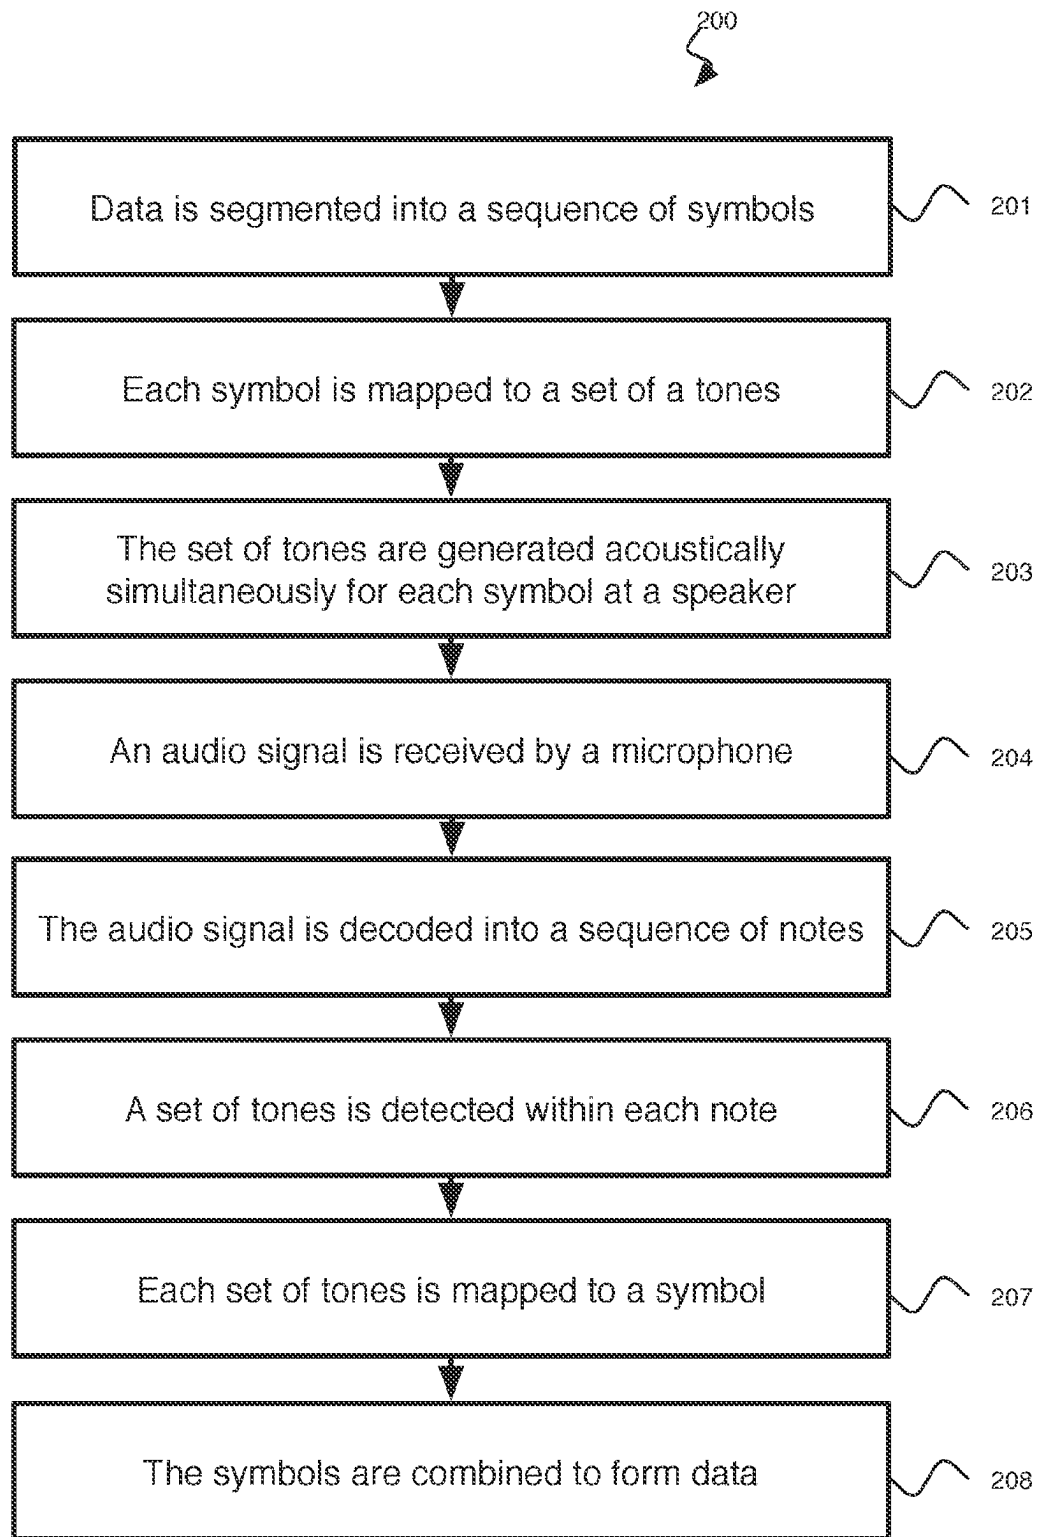 200
Data is segmented into a sequence of symbols
201
Each symbol is mapped to a set of a tones
202
The set of tones are generated acoustically
simultaneously for each symbol at a speaker
203
An audio signal is received by a microphone
204
The audio signal is decoded into a sequence of notes
205
A set of tones is detected within each note
206
Each set of tones is mapped to a symbol
207
The symbols are combined to form data
208